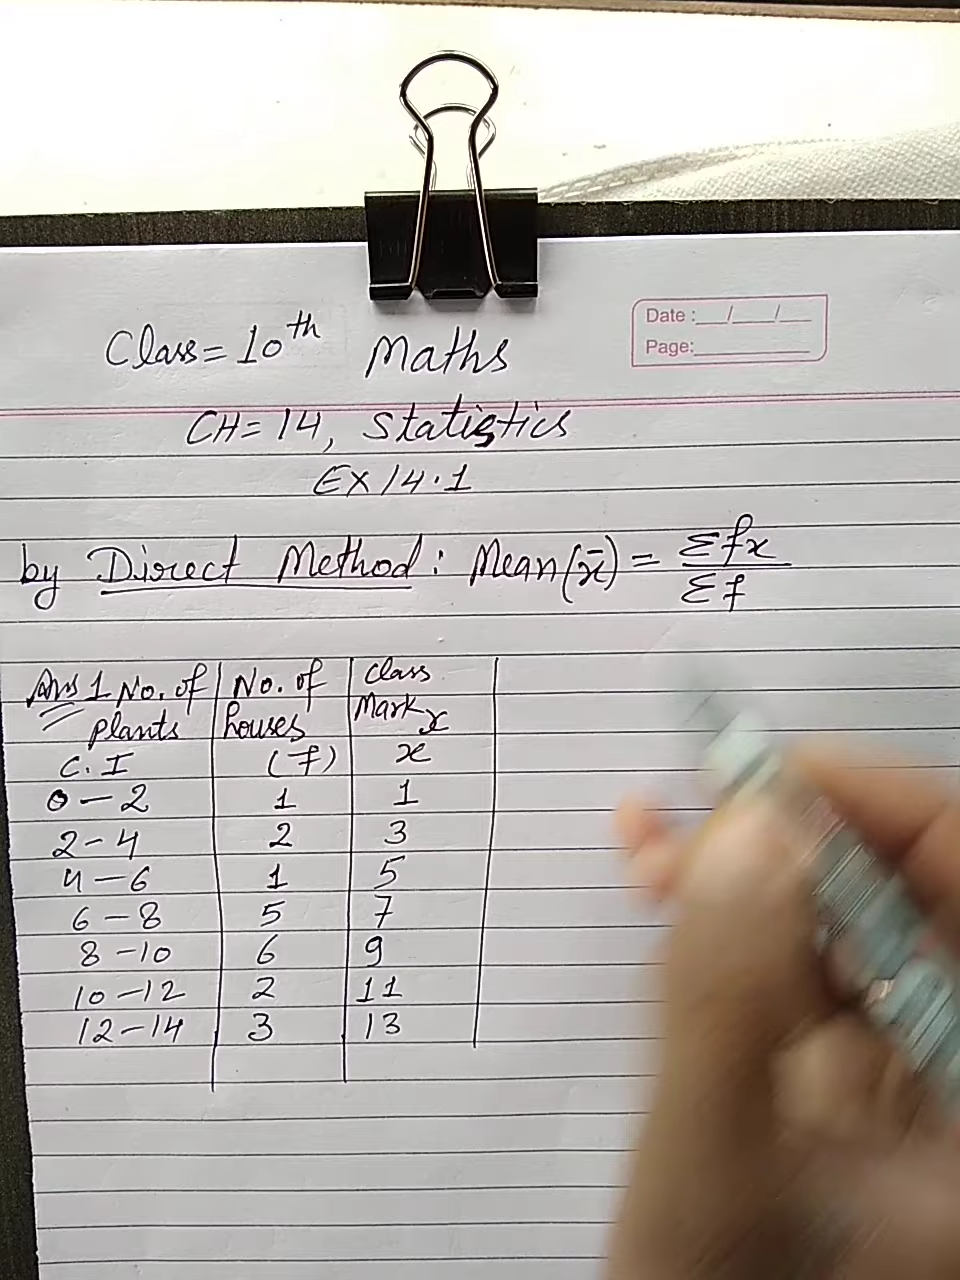 Class = 10th Maths
Date :__/__/__
Page:________
CH = 14, Statistics
EX 14.1
by Direct Method : Mean (x̄) = Σfx / Σf
Ans 1 No. of plants | No. of houses | Class Mark x
C.I | (f) | x
0 – 2 | 1 | 1
2 – 4 | 2 | 3
4 – 6 | 1 | 5
6 – 8 | 5 | 7
8 – 10 | 6 | 9
10 – 12 | 2 | 11
12 – 14 | 3 | 13